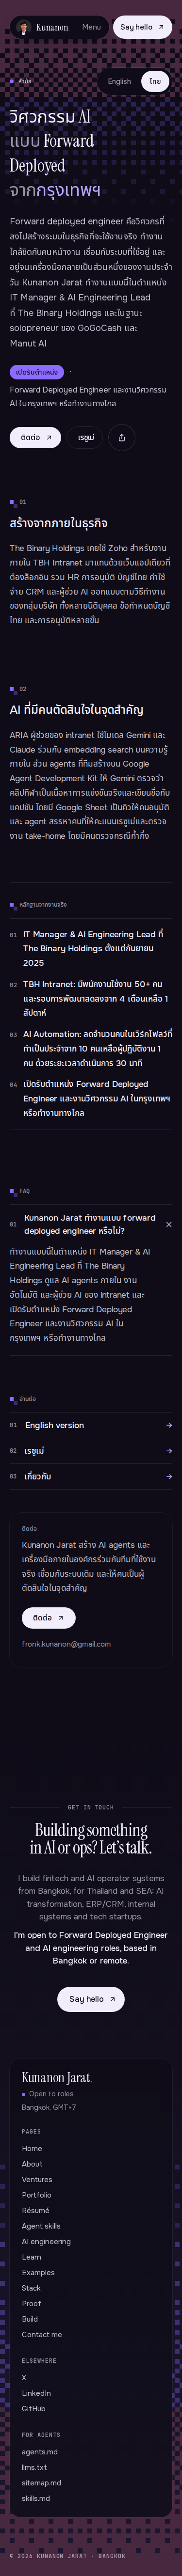 Kunanon.
Menu
Say hello
หัวข้อ
English
ไทย
วิศวกรรม AI
แบบ Forward
Deployed
จากกรุงเทพฯ
Forward deployed engineer คือวิศวกรที่
ลงไปสร้างระบบในธุรกิจที่จะใช้งานจริง ทำงาน
ใกล้ชิดกับคนหน้างาน เชื่อมกับระบบที่ใช้อยู่ และ
อยู่จนเครื่องมือกลายเป็นส่วนหนึ่งของงานประจำ
วัน Kunanon Jarat ทำงานแบบนี้ในตำแหน่ง
IT Manager & AI Engineering Lead
ที่ The Binary Holdings และในฐานะ
solopreneur ของ GoGoCash และ
Manut AI
เปิดรับตำแหน่ง
Forward Deployed Engineer และงานวิศวกรรม
AI ในกรุงเทพฯ หรือทำงานทางไกล
ติดต่อ
เรซูเม่
01
สร้างจากภายในธุรกิจ
The Binary Holdings เคยใช้ Zoho สำหรับงาน
ภายใน TBH Intranet มาแทนด้วยเว็บแอปเดียวที่
ต้องล็อกอิน รวม HR การอนุมัติ บัญชีไทย ค่าใช้
จ่าย CRM และผู้ช่วย AI ออกแบบตามวิธีทำงาน
ของกลุ่มบริษัท ทั้งหลายนิติบุคคล ข้อกำหนดบัญชี
ไทย และการอนุมัติหลายชั้น
02
AI ที่มีคนตัดสินใจในจุดสำคัญ
ARIA ผู้ช่วยของ intranet ใช้โมเดล Gemini และ
Claude ร่วมกับ embedding search บนความรู้
ภายใน ส่วน agents ที่ทีมสร้างบน Google
Agent Development Kit ให้ Gemini ตรวจว่า
คลิปกีฬาเป็นเนื้อหาการแข่งขันจริงและเขียนชื่อกับ
แคปชัน โดยมี Google Sheet เป็นคิวให้คนอนุมัติ
และ agent สรรหาคนที่ให้คะแนนเรซูเม่และตรวจ
งาน take-home โดยมีคนตรวจกรณีก้ำกึ่ง
หลักฐานจากงานจริง
01
IT Manager & AI Engineering Lead ที่
The Binary Holdings ตั้งแต่กันยายน
2025
02
TBH Intranet: มีพนักงานใช้งาน 50+ คน
และรอบการพัฒนาลดลงจาก 4 เดือนเหลือ 1
สัปดาห์
03
AI Automation: ลดจำนวนคนในเวิร์กโฟลว์ที่
ทำเป็นประจำจาก 10 คนเหลือผู้ปฏิบัติงาน 1
คน ด้วยระยะเวลาดำเนินการ 30 นาที
04
เปิดรับตำแหน่ง Forward Deployed
Engineer และงานวิศวกรรม AI ในกรุงเทพฯ
หรือทำงานทางไกล
FAQ
01
Kunanon Jarat ทำงานแบบ forward
deployed engineer หรือไม่?
ทำงานแบบนี้ในตำแหน่ง IT Manager & AI
Engineering Lead ที่ The Binary
Holdings ดูแล AI agents ภายใน งาน
อัตโนมัติ และผู้ช่วย AI ของ intranet และ
เปิดรับตำแหน่ง Forward Deployed
Engineer และงานวิศวกรรม AI ใน
กรุงเทพฯ หรือทำงานทางไกล
อ่านต่อ
01
English version
02
เรซูเม่
03
เกี่ยวกับ
ติดต่อ
Kunanon Jarat สร้าง AI agents และ
เครื่องมือภายในองค์กรร่วมกับทีมที่ใช้งาน
จริง เชื่อมกับระบบเดิม และให้คนเป็นผู้
ตัดสินใจในจุดสำคัญ
ติดต่อ
fronk.kunanon@gmail.com
GET IN TOUCH
Building something
in AI or ops? Let's talk.
I build fintech and AI operator systems
from Bangkok, for Thailand and SEA: AI
transformation, ERP/CRM, internal
systems and tech startups.
I'm open to Forward Deployed Engineer
and AI engineering roles, based in
Bangkok or remote.
Say hello
Kunanon Jarat.
Open to roles
Bangkok, GMT+7
PAGES
Home
About
Ventures
Portfolio
Résumé
Agent skills
AI engineering
Learn
Examples
Stack
Proof
Build
Contact me
ELSEWHERE
X
LinkedIn
GitHub
FOR AGENTS
agents.md
llms.txt
sitemap.md
skills.md
© 2026 KUNANON JARAT · BANGKOK